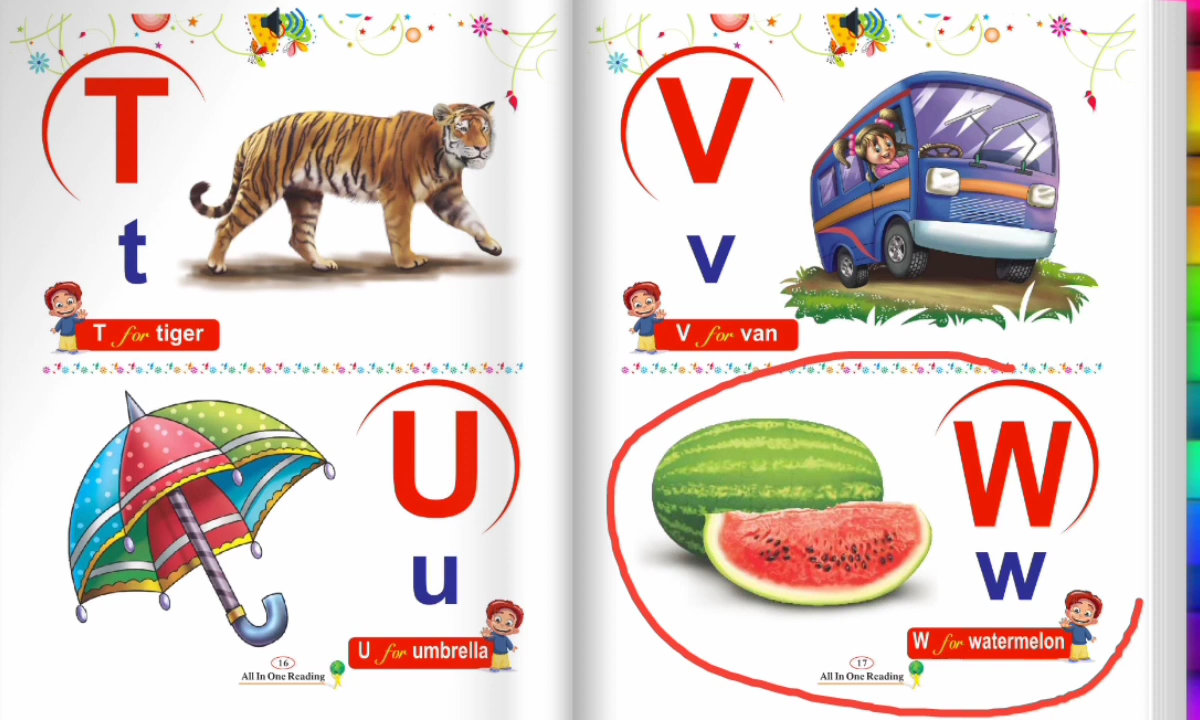 T
t
T for tiger
U
u
U for umbrella
16
All In One Reading
V
v
V for van
W
w
W for watermelon
17
All In One Reading